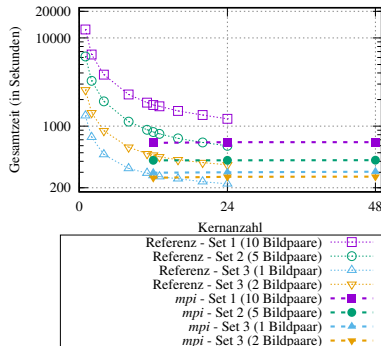 20000
10000
1000
200
Gesamtzeit (in Sekunden)
0 24 48
Kernanzahl
Referenz - Set 1 (10 Bildpaare)
Referenz - Set 2 (5 Bildpaare)
Referenz - Set 3 (1 Bildpaar)
Referenz - Set 3 (2 Bildpaare)
mpi - Set 1 (10 Bildpaare)
mpi - Set 2 (5 Bildpaare)
mpi - Set 3 (1 Bildpaar)
mpi - Set 3 (2 Bildpaare)